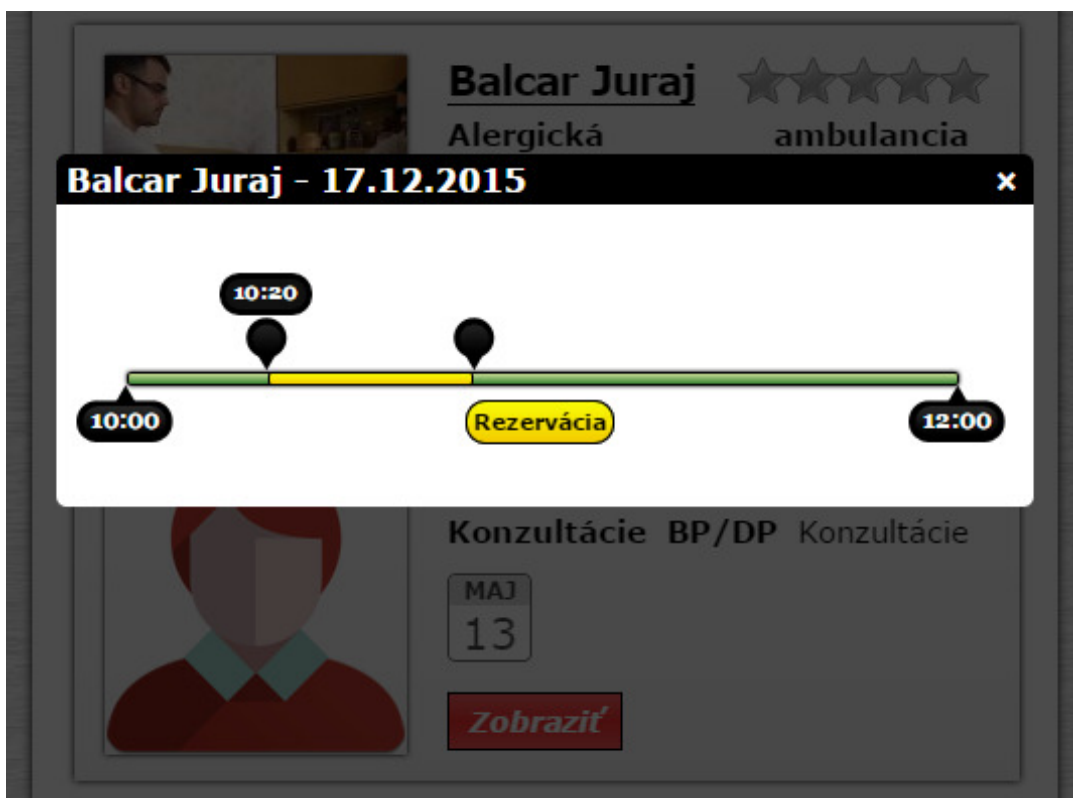 Balcar Juraj
Alergická ambulancia
Balcar Juraj - 17.12.2015 ×
10:20
10:00 Rezervácia 12:00
Konzultácie BP/DP Konzultácie
MAJ
13
Zobraziť